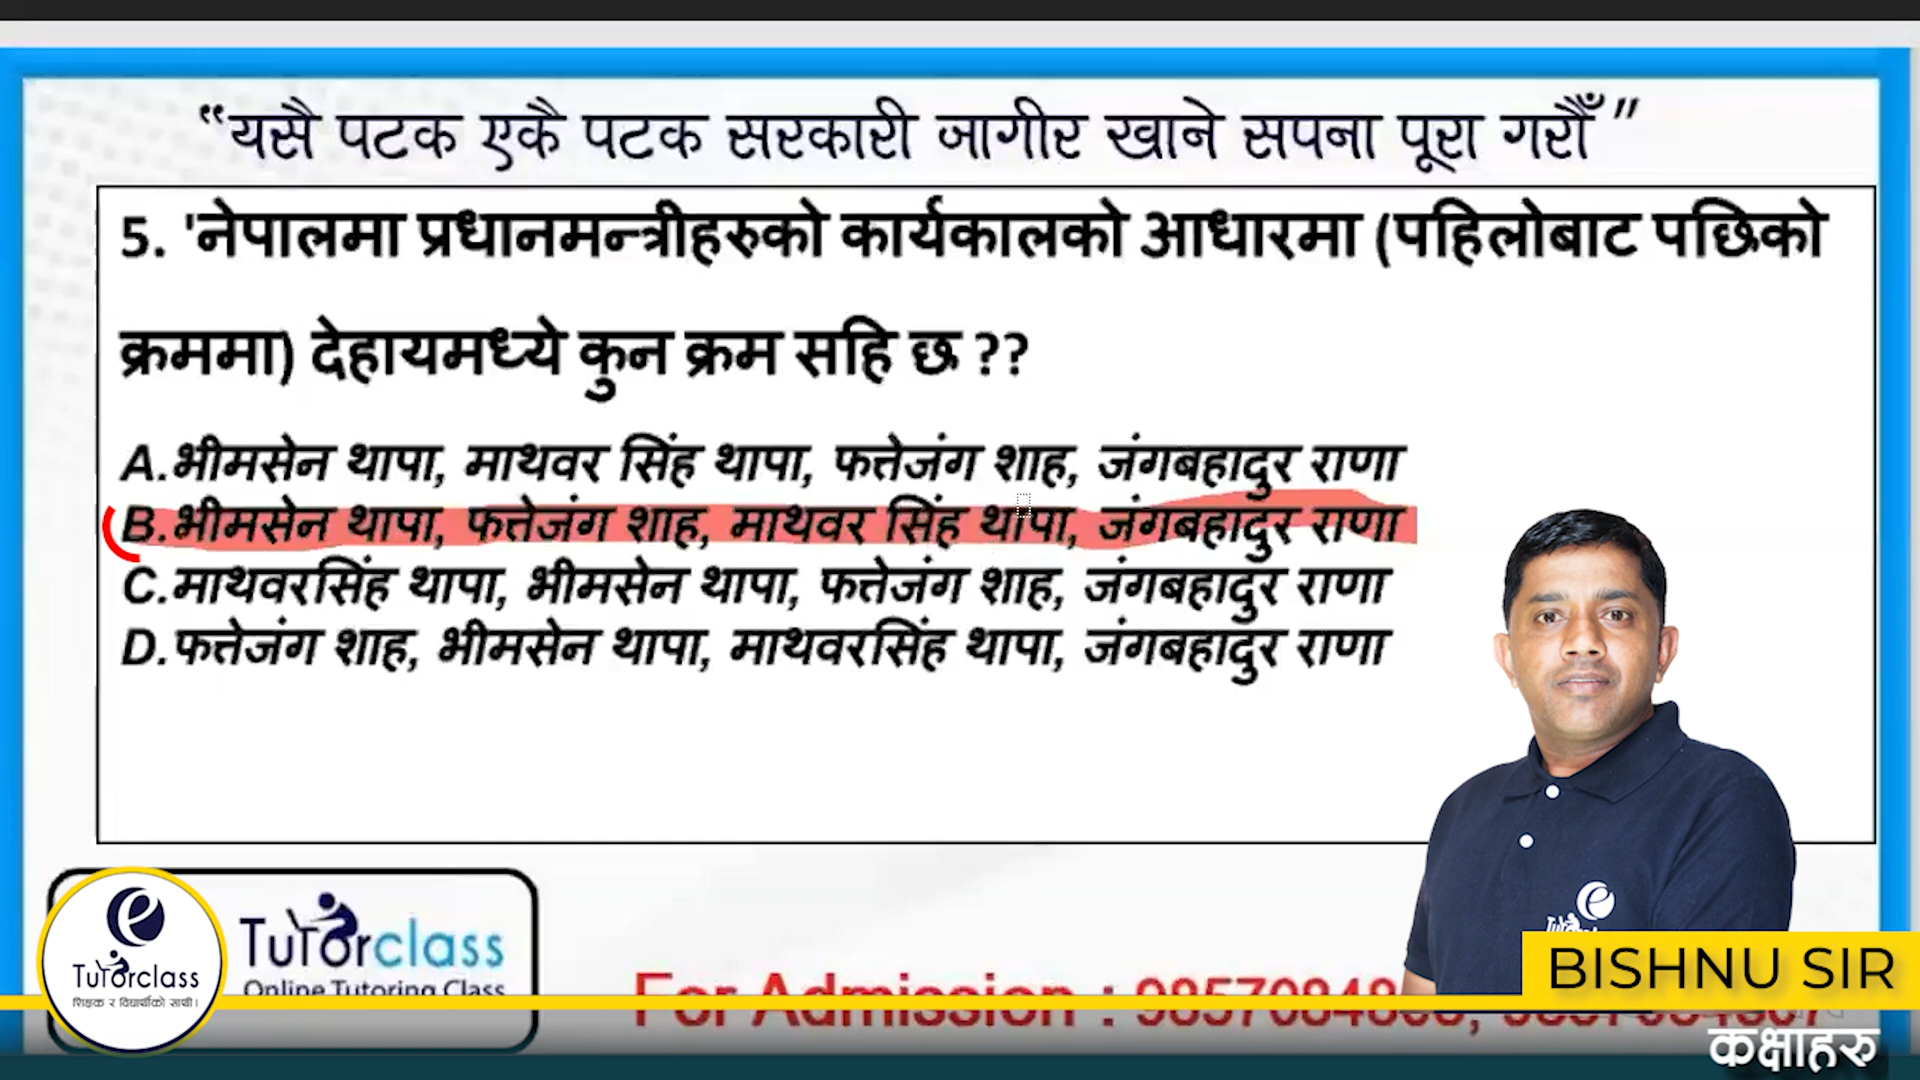 “यसै पटक एकै पटक सरकारी जागीर खाने सपना पूरा गरौँ”
5. 'नेपालमा प्रधानमन्त्रीहरुको कार्यकालको आधारमा (पहिलोबाट पछिको
क्रममा) देहायमध्ये कुन क्रम सहि छ ??
A.भीमसेन थापा, माथवर सिंह थापा, फत्तेजंग शाह, जंगबहादुर राणा
B.भीमसेन थापा, फत्तेजंग शाह, माथवर सिंह थापा, जंगबहादुर राणा
C.माथवरसिंह थापा, भीमसेन थापा, फत्तेजंग शाह, जंगबहादुर राणा
D.फत्तेजंग शाह, भीमसेन थापा, माथवरसिंह थापा, जंगबहादुर राणा
Tutorclass
शिक्षक र विद्यार्थीको साथी।
Tutorclass
Online Tutoring Class
For Admission :
BISHNU SIR
कक्षाहरु